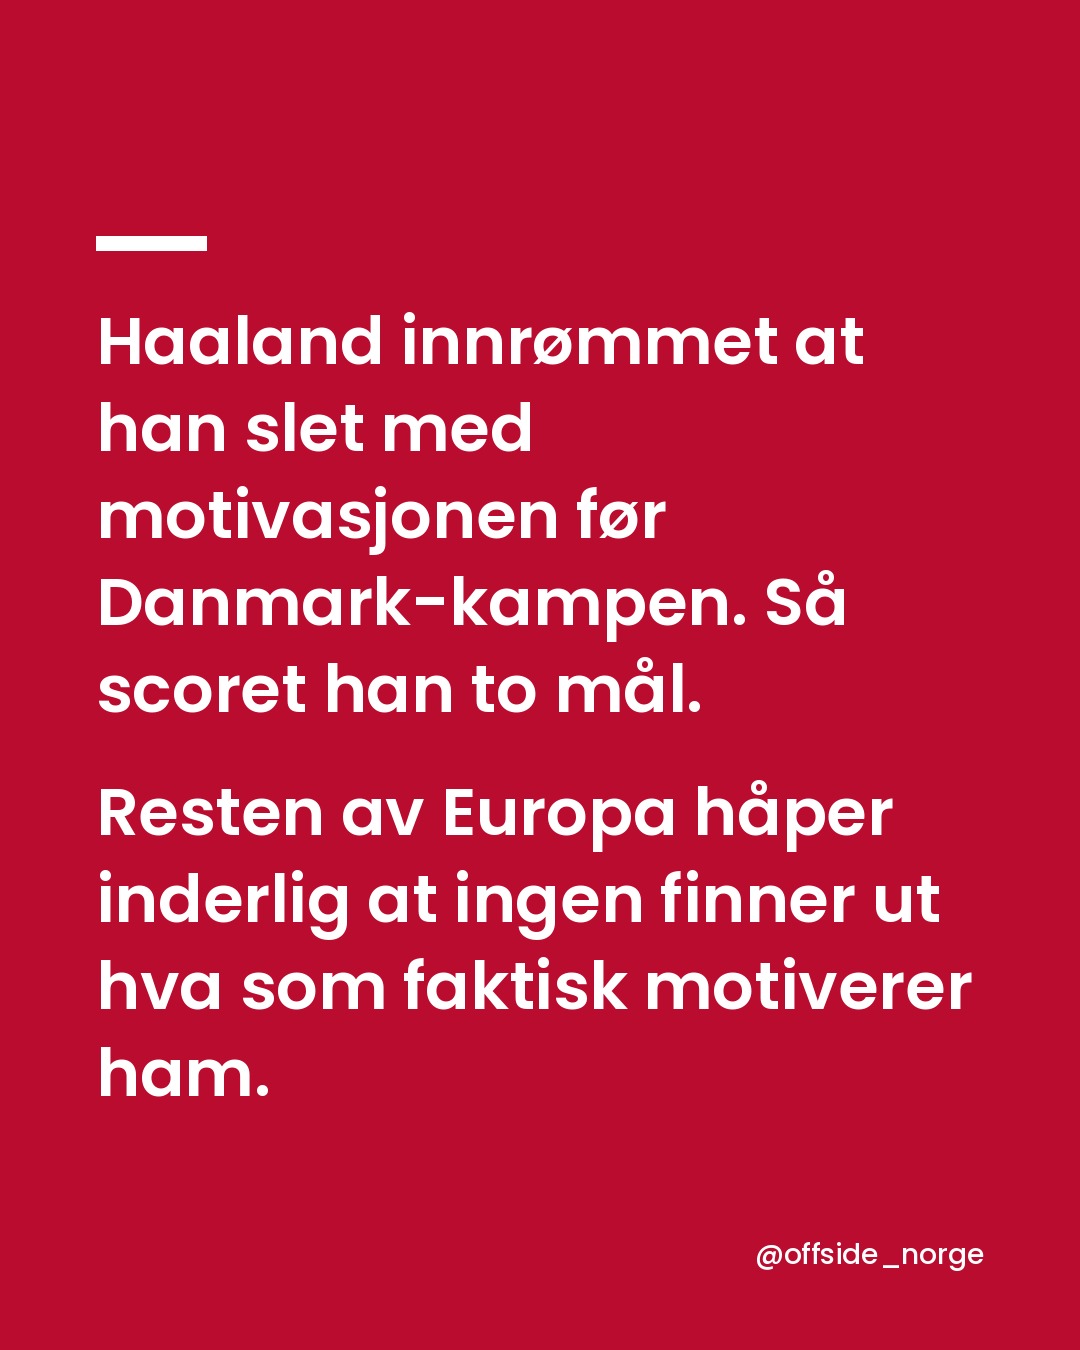 Haaland innrømmet at
han slet med
motivasjonen før
Danmark-kampen. Så
scoret han to mål.
Resten av Europa håper
inderlig at ingen finner ut
hva som faktisk motiverer
ham.
@offside_norge